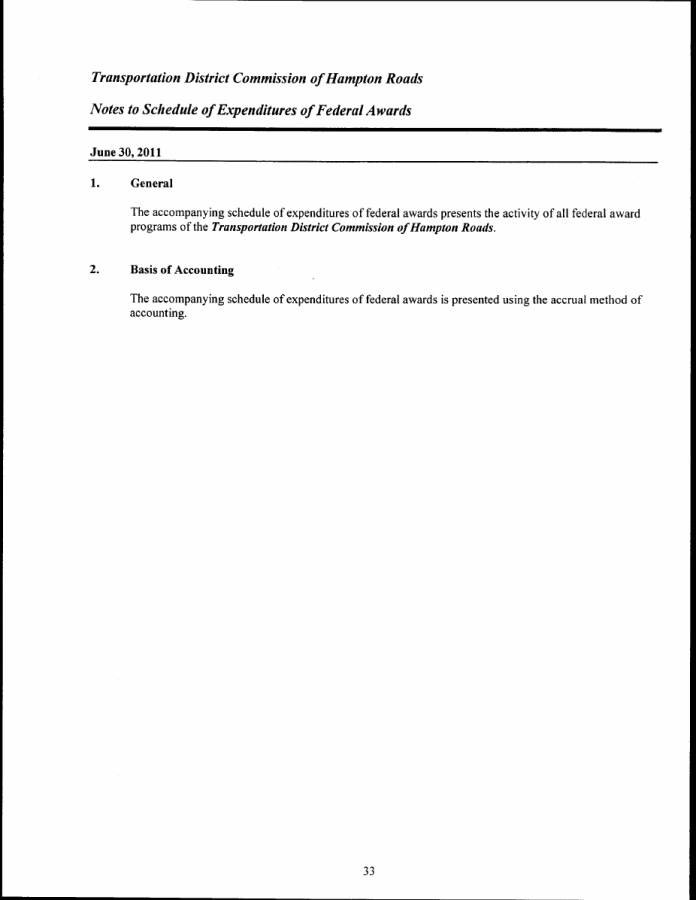 Transportation District Commission of Hampton Roads
Notes to Schedule of Expenditures of Federal Awards
June 30, 2011
1. General
The accompanying schedule of expenditures of federal awards presents the activity of all federal award
programs of the Transportation District Commission of Hampton Roads.
2. Basis of Accounting
The accompanying schedule of expenditures of federal awards is presented using the accrual method of
accounting.
33